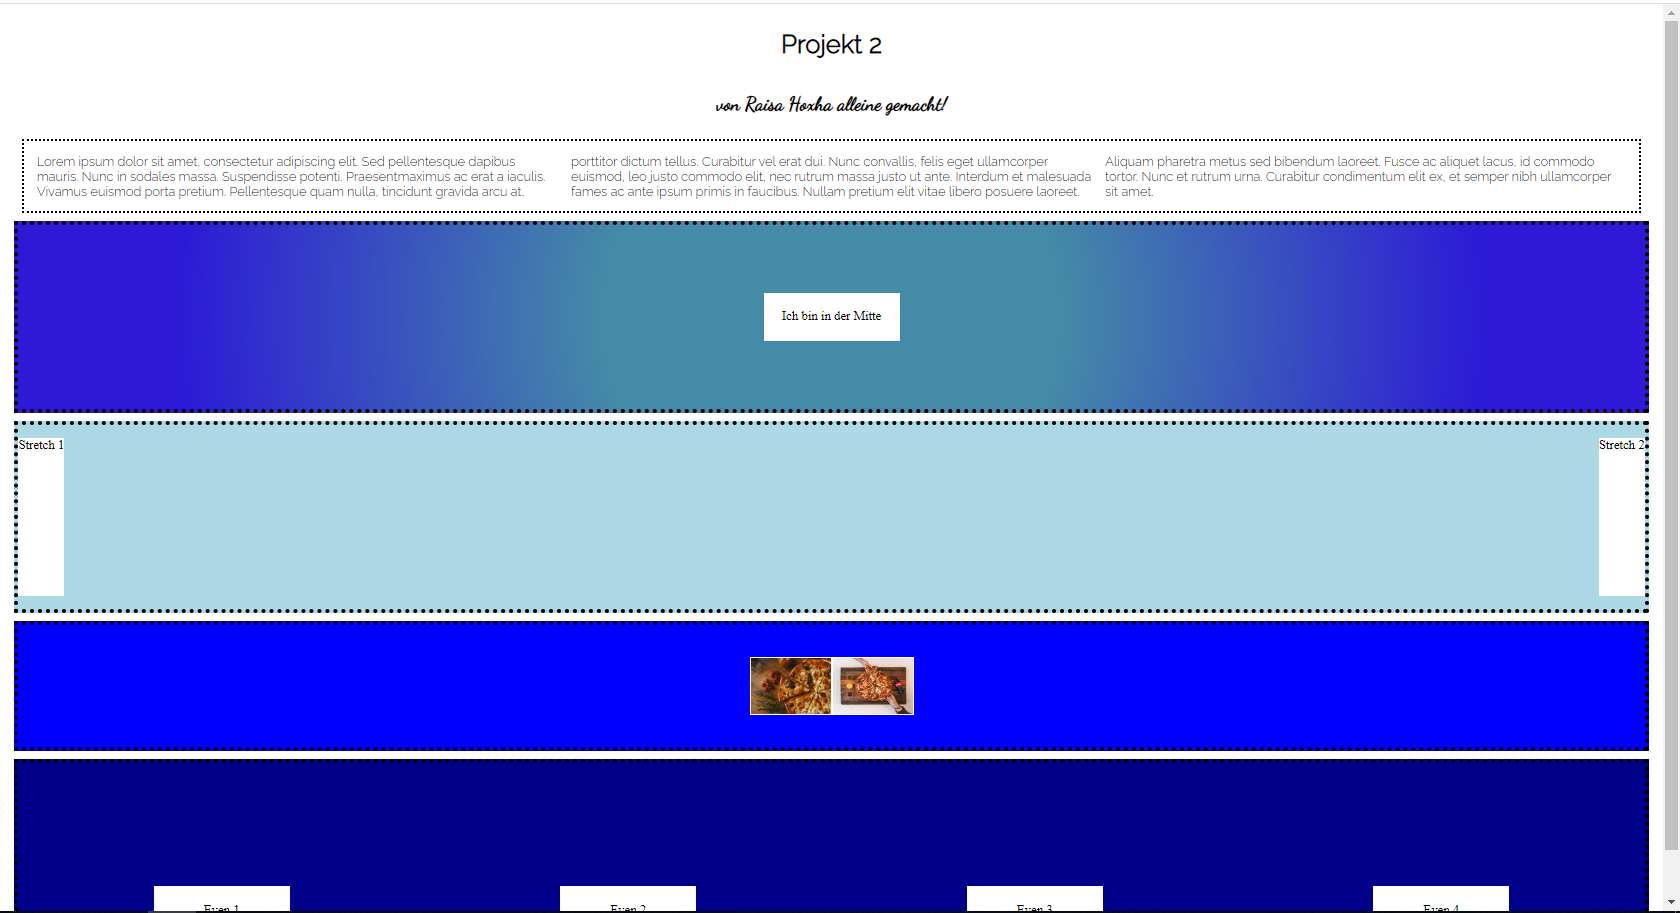 Projekt 2
von Raisa Hoxha alleine gemacht!
Lorem ipsum dolor sit amet, consectetur adipiscing elit. Sed pellentesque dapibus
mauris. Nunc in sodales massa. Suspendisse potenti. Praesentmaximus ac erat a iaculis.
Vivamus euismod porta pretium. Pellentesque quam nulla, tincidunt gravida arcu at,
porttitor dictum tellus. Curabitur vel erat dui. Nunc convallis, felis eget ullamcorper
euismod, leo justo commodo elit, nec rutrum massa justo ut ante. Interdum et malesuada
fames ac ante ipsum primis in faucibus. Nullam pretium elit vitae libero posuere laoreet.
Aliquam pharetra metus sed bibendum laoreet. Fusce ac aliquet lacus, id commodo
tortor. Nunc et rutrum urna. Curabitur condimentum elit ex, et semper nibh ullamcorper
sit amet.
Ich bin in der Mitte
Stretch 1
Stretch 2
Even 1
Even 2
Even 3
Even 4